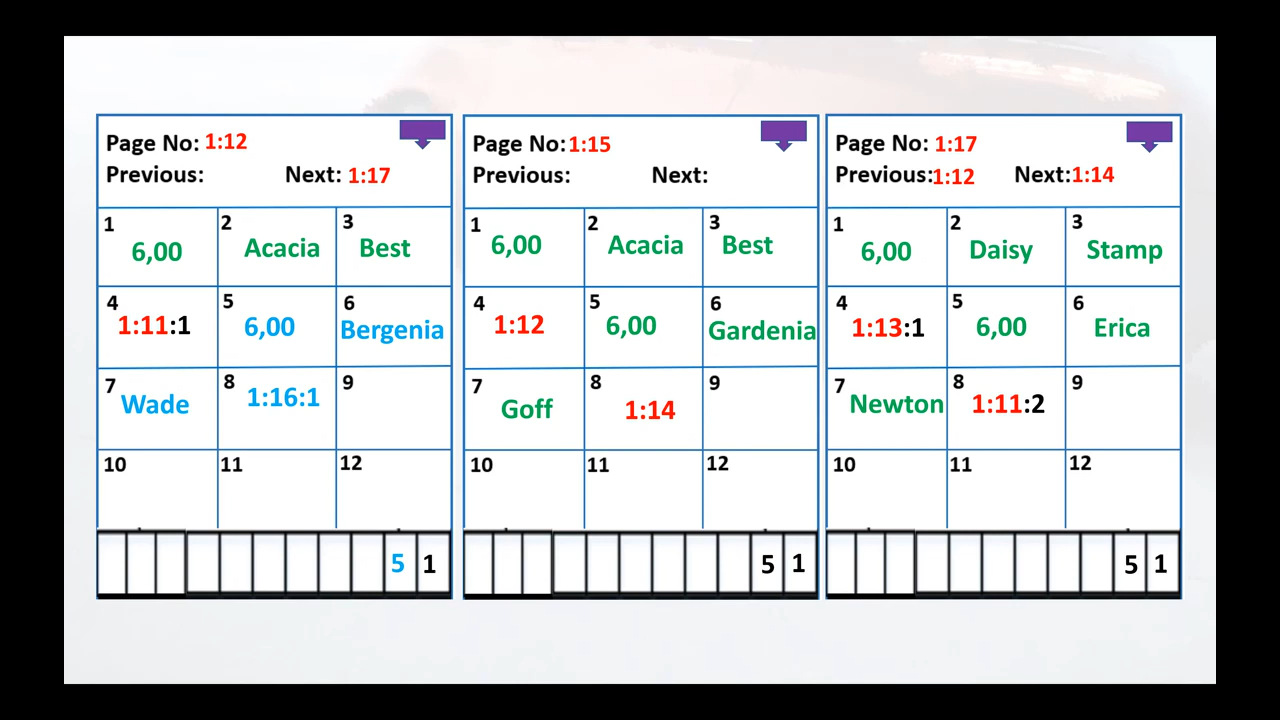 Page No: 1:12
Previous: Next: 1:17
1 2 3
6,00 Acacia Best
4 5 6
1:11:1 6,00 Bergenia
7 8 9
Wade 1:16:1
10 11 12
5 1
Page No: 1:15
Previous: Next:
1 2 3
6,00 Acacia Best
4 5 6
1:12 6,00 Gardenia
7 8 9
Goff 1:14
10 11 12
5 1
Page No: 1:17
Previous: 1:12 Next: 1:14
1 2 3
6,00 Daisy Stamp
4 5 6
1:13:1 6,00 Erica
7 8 9
Newton 1:11:2
10 11 12
5 1